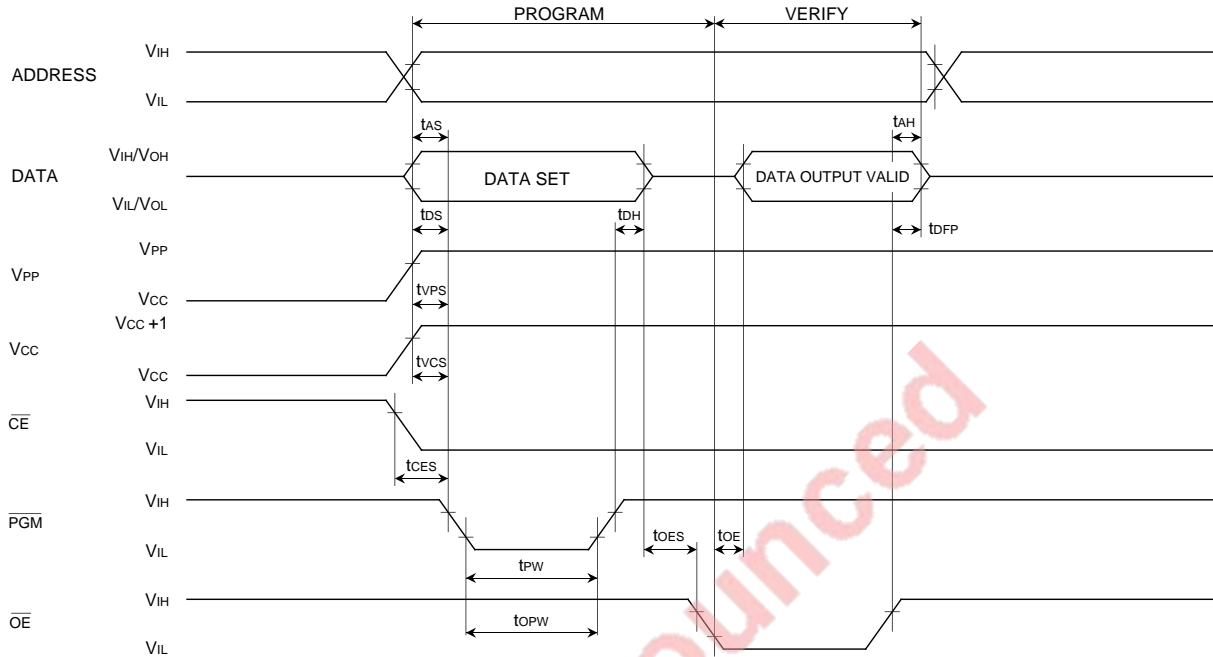 PROGRAM VERIFY
VIH
ADDRESS
VIL
tAS tAH
VIH/VOH
DATA DATA SET DATA OUTPUT VALID
VIL/VOL
tDS tDH tDFP
VPP
VPP
VCC tVPS
VCC +1
VCC
VCC tVCS
VIH
CE
VIL
tCES
VIH
PGM
VIL tOES tOE
tPW
VIH
OE tOPW
VIL
ounced